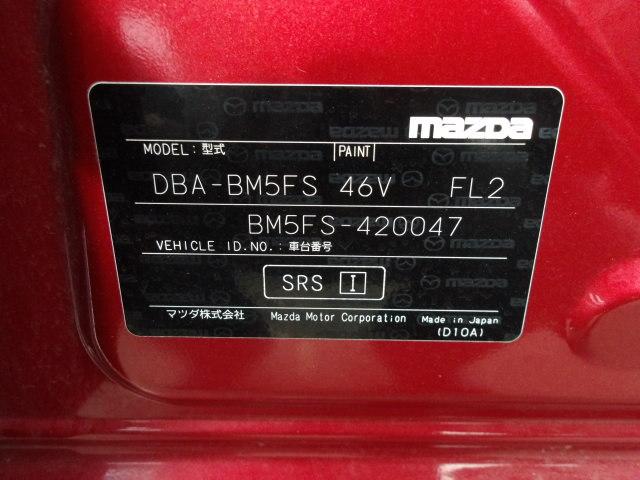 mazda
MODEL: 型式 PAINT
DBA-BM5FS 46V FL2
BM5FS-420047
VEHICLE ID.NO.: 車台番号
SRS I
マツダ株式会社 Mazda Motor Corporation Made in Japan
(D10A)